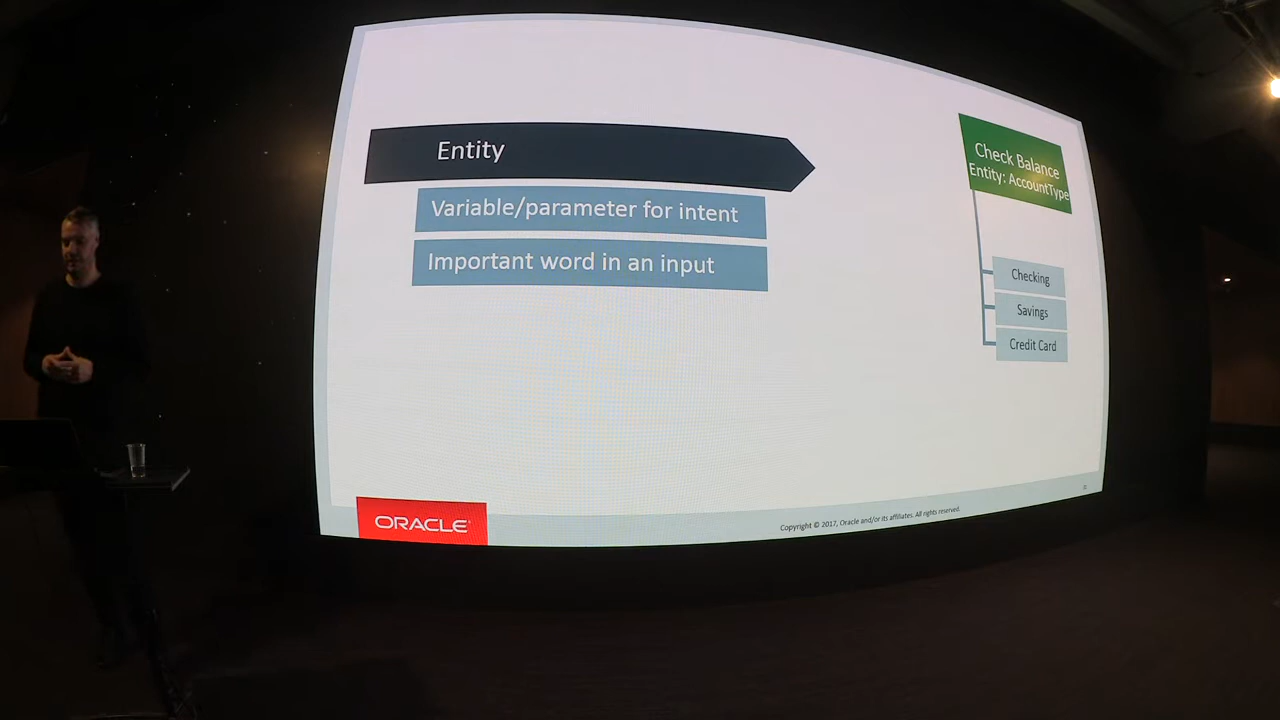 Entity
Variable/parameter for intent
Important word in an input
Check Balance
Entity: AccountType
Checking
Savings
Credit Card
ORACLE
Copyright © 2017, Oracle and/or its affiliates. All rights reserved.